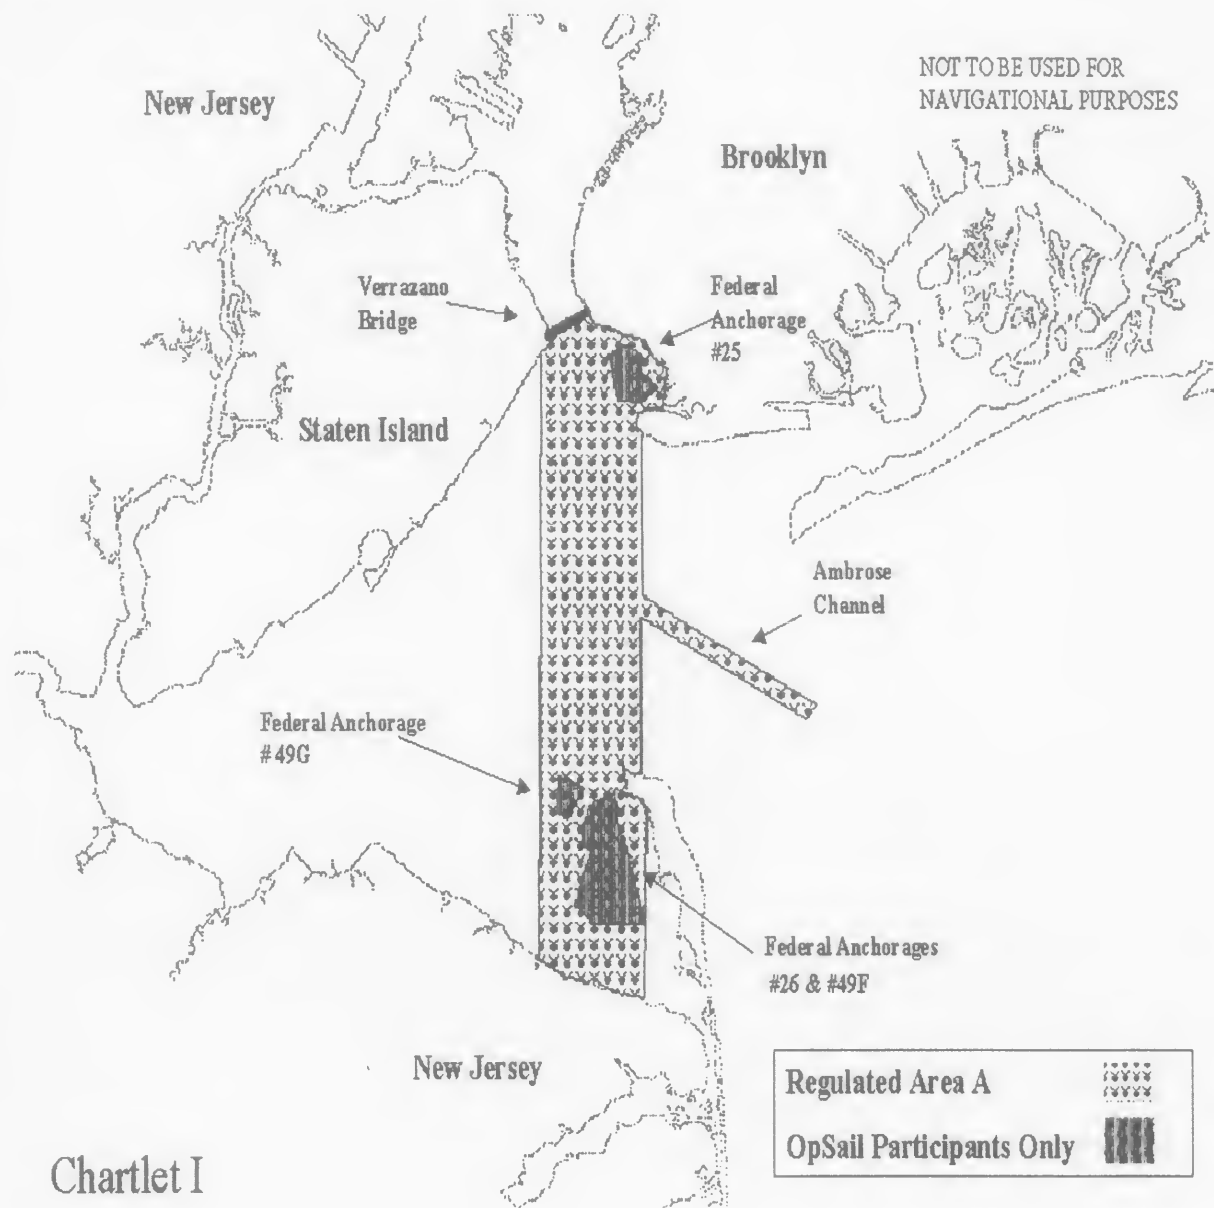 NOT TO BE USED FOR
NAVIGATIONAL PURPOSES
New Jersey
Brooklyn
Verrazano
Bridge
Federal
Anchorage
#25
Staten Island
Ambrose
Channel
Federal Anchorage
# 49G
Federal Anchorages
#26 & #49F
New Jersey
Regulated Area A
OpSail Participants Only
Chartlet I